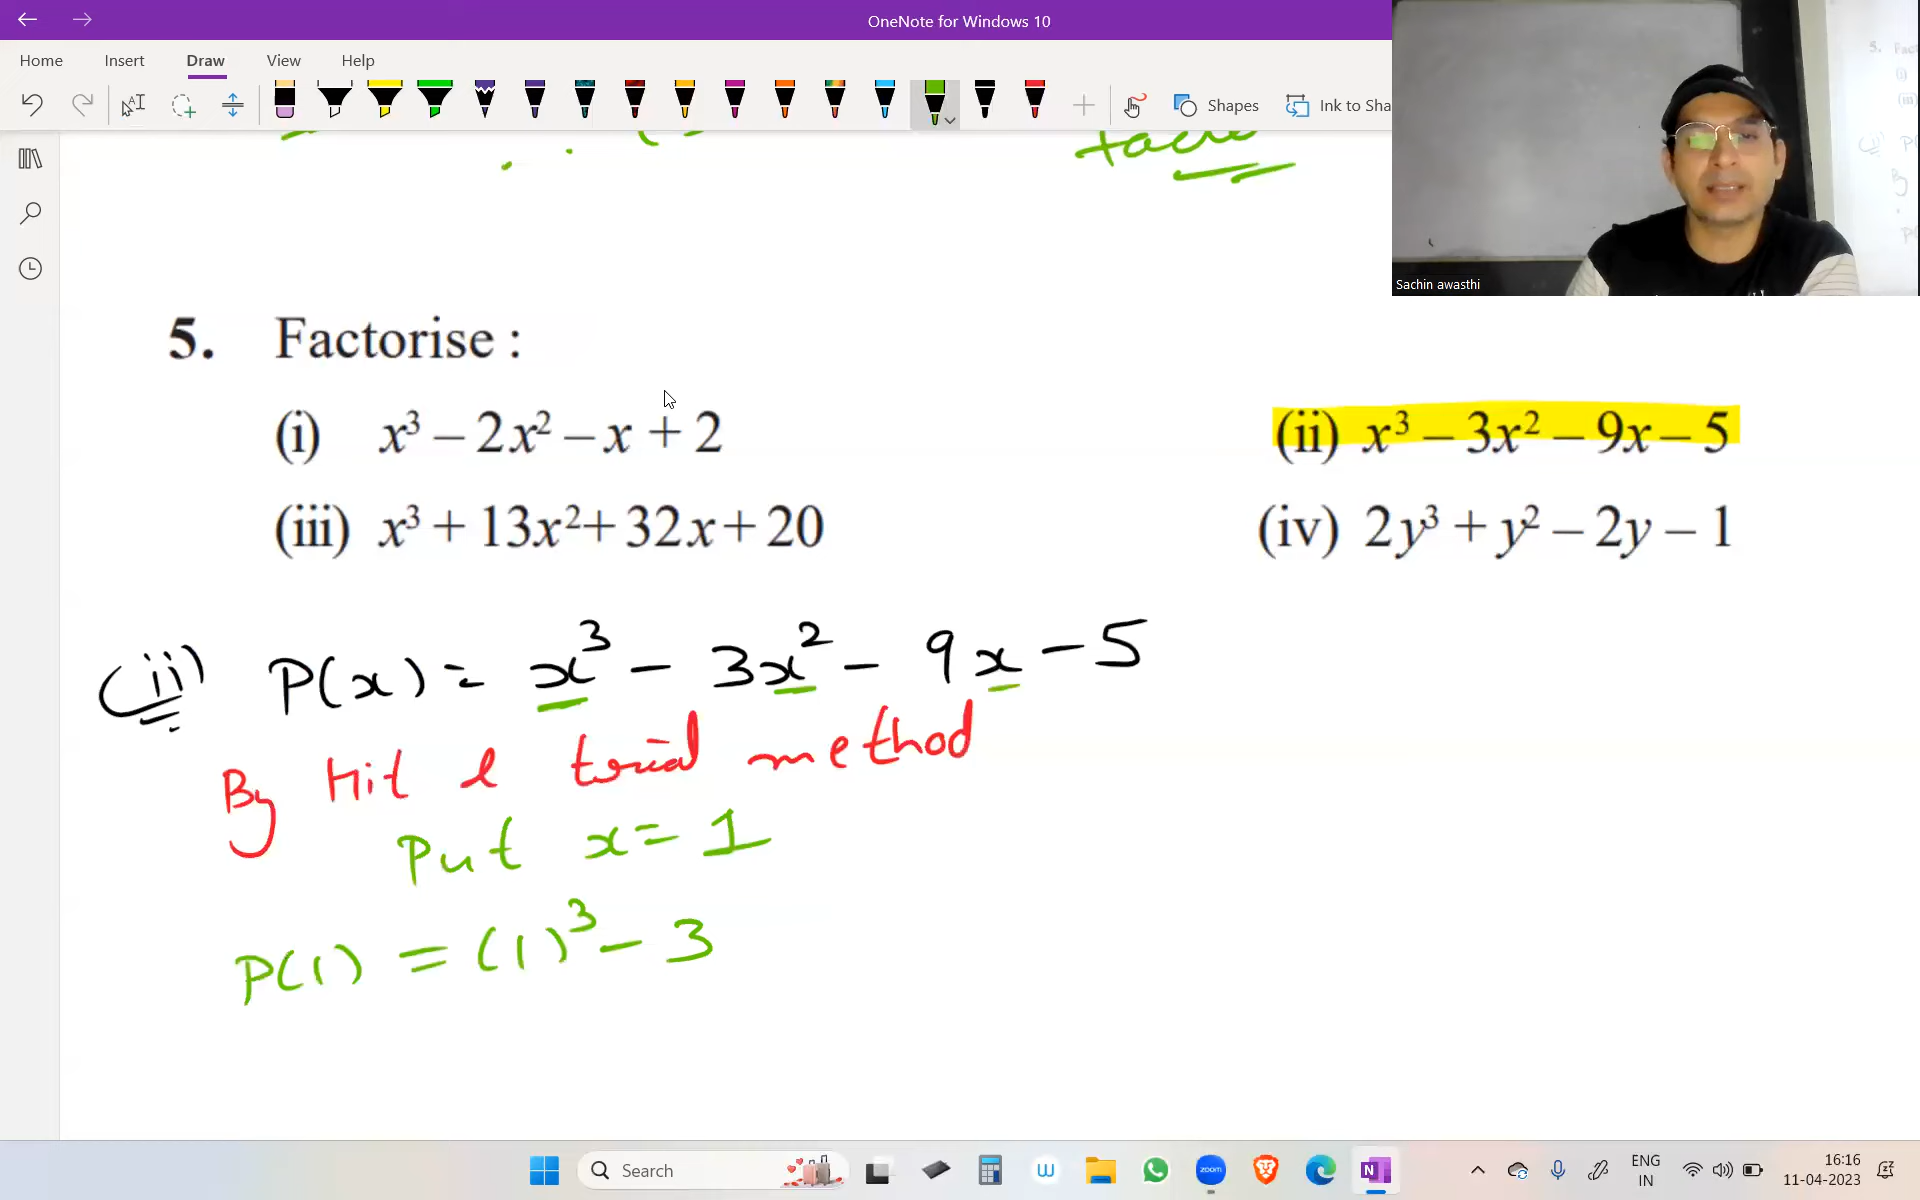 OneNote for Windows 10
Home Insert Draw View Help
Shapes Ink to Sha
Sachin awasthi
5. Factorise :
(i) x³ – 2x² – x + 2
(ii) x³ – 3x² – 9x – 5
(iii) x³ + 13x² + 32x + 20
(iv) 2y³ + y² – 2y – 1
(ii) P(x) = x³ - 3x² - 9x - 5
By Hit & trial method
Put x = 1
P(1) = (1)³ - 3
Search
zoom
ENG
IN
16:16
11-04-2023